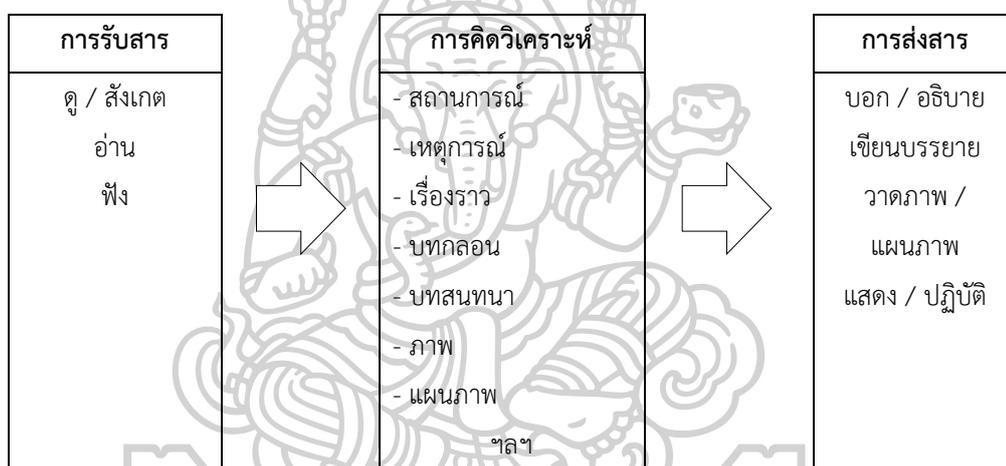 การรับสาร
ดู / สังเกต
อ่าน
ฟัง
การคิดวิเคราะห์
- สถานการณ์
- เหตุการณ์
- เรื่องราว
- บทกลอน
- บทสนทนา
- ภาพ
- แผนภาพ
ฯลฯ
การส่งสาร
บอก / อธิบาย
เขียนบรรยาย
วาดภาพ /
แผนภาพ
แสดง / ปฏิบัติ